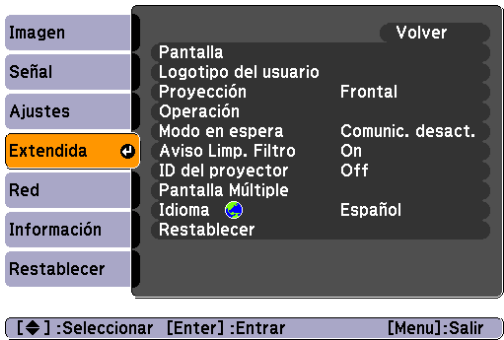 Imagen
Señal
Ajustes
Extendida
Red
Información
Restablecer
Volver
Pantalla
Logotipo del usuario
Proyección Frontal
Operación
Modo en espera Comunic. desact.
Aviso Limp. Filtro On
ID del proyector Off
Pantalla Múltiple
Idioma Español
Restablecer
[◆] :Seleccionar [Enter] :Entrar [Menu]:Salir